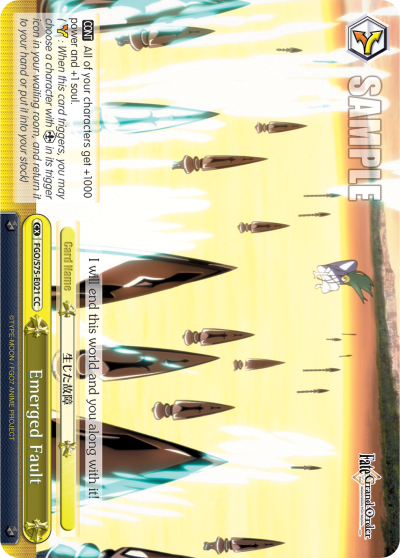 SAMPLE
[CONT] All of your characters get +1000
power and +1 soul.
( : When this card triggers, you may
choose a character with in its trigger
icon in your waiting room, and return it
to your hand or put it into your stock)
I will end this world and you along with it!
Card Name
生じた故障
CX FGO/S75-E021 CC
Emerged Fault
©TYPE-MOON / FGO7 ANIME PROJECT
Fate Grand Order